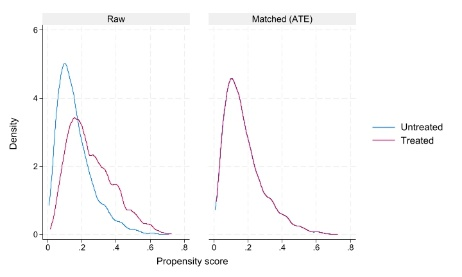 Raw
Matched (ATE)
6
4
2
0
Density
0 .2 .4 .6 .8
0 .2 .4 .6 .8
Propensity score
Untreated
Treated